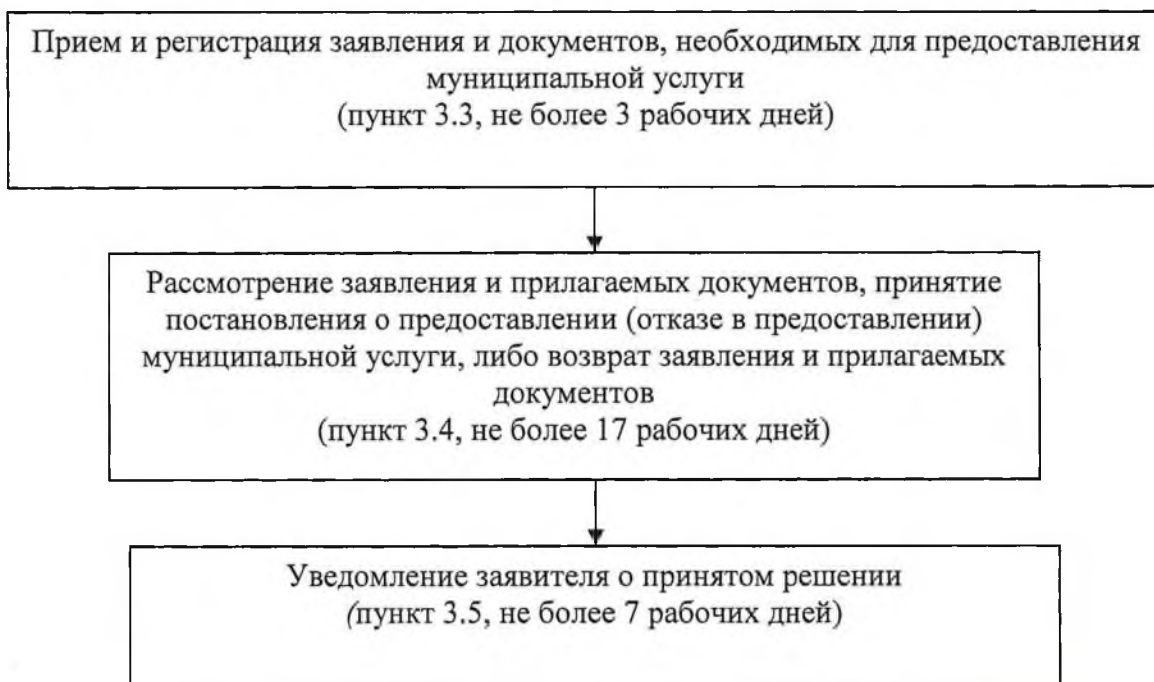 Прием и регистрация заявления и документов, необходимых для предоставления
муниципальной услуги
(пункт 3.3, не более 3 рабочих дней)
Рассмотрение заявления и прилагаемых документов, принятие
постановления о предоставлении (отказе в предоставлении)
муниципальной услуги, либо возврат заявления и прилагаемых
документов
(пункт 3.4, не более 17 рабочих дней)
Уведомление заявителя о принятом решении
(пункт 3.5, не более 7 рабочих дней)